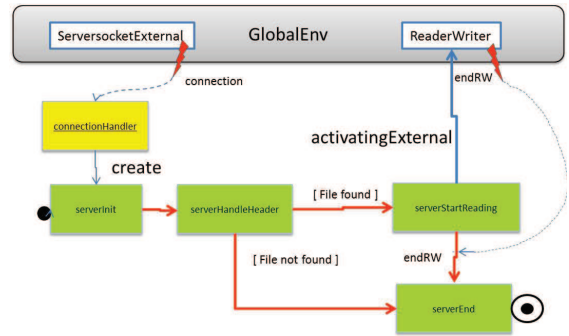 GlobalEnv
ServersocketExternal
ReaderWriter
connection
endRW
connectionHandler
activatingExternal
create
serverInit
serverHandleHeader
[ File found ]
serverStartReading
[ File not found ]
endRW
serverEnd